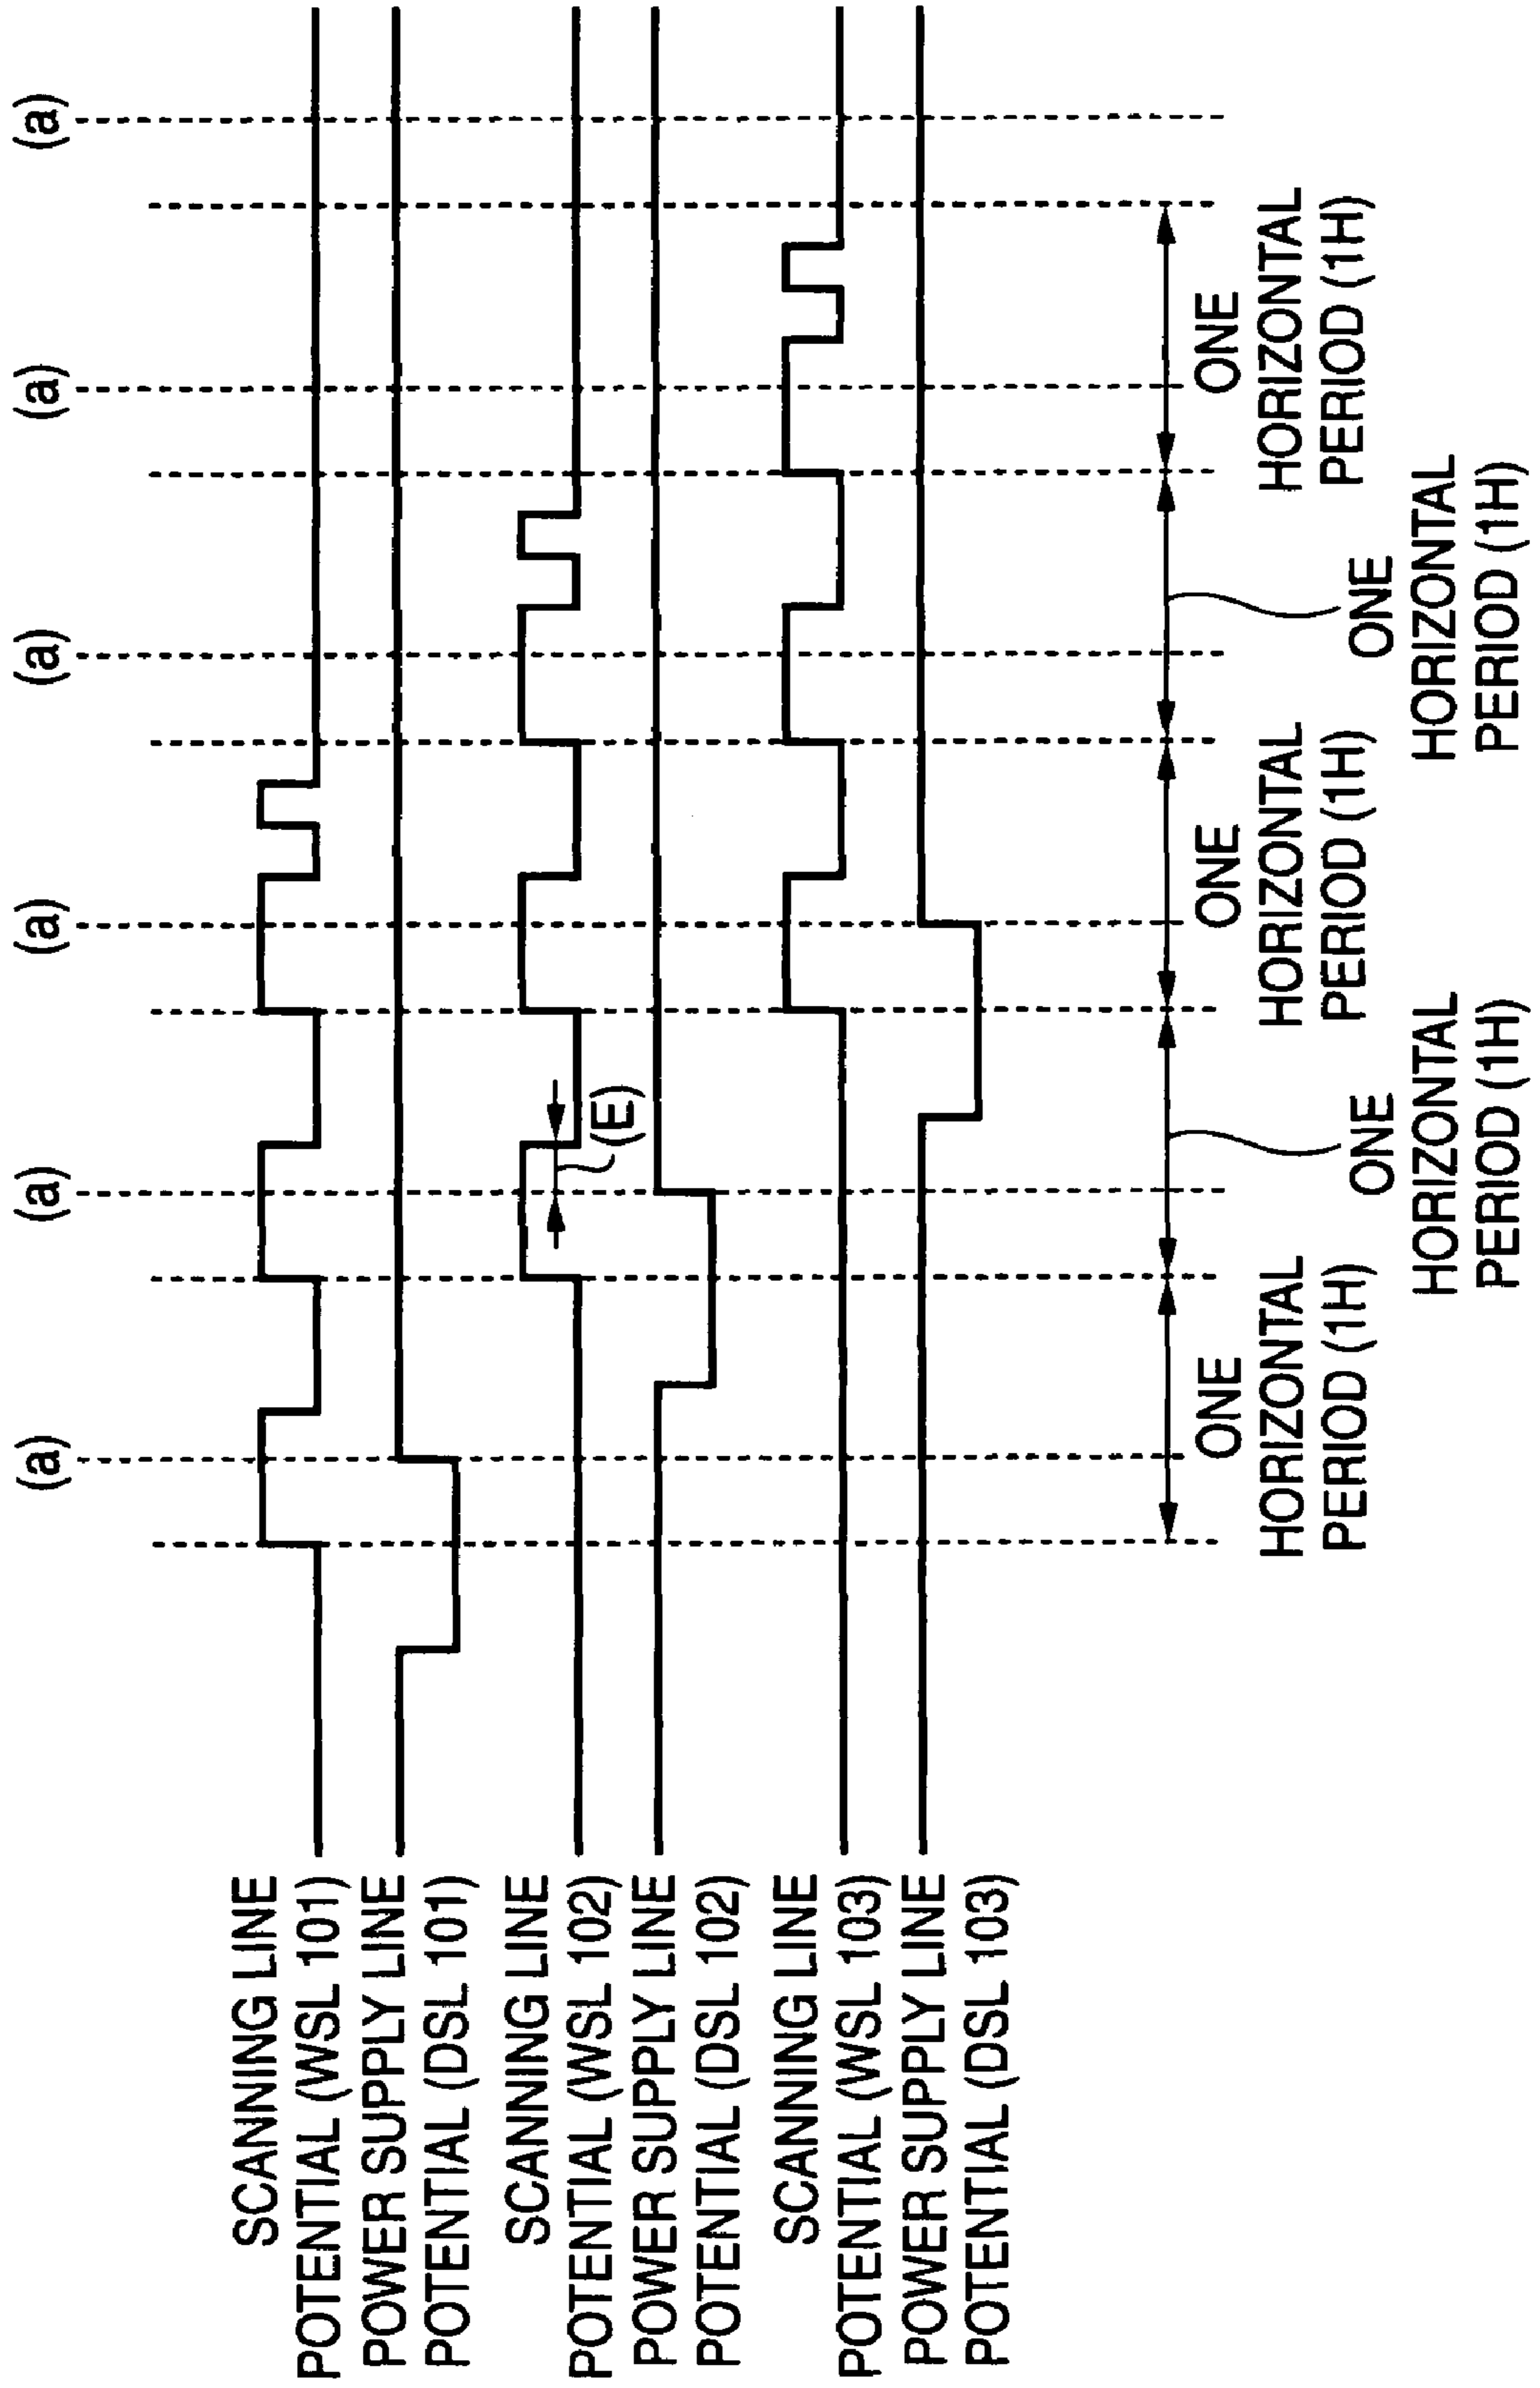 SCANNING LINE
POTENTIAL (WSL 101)
POWER SUPPLY LINE
POTENTIAL (DSL 101)
SCANNING LINE
POTENTIAL (WSL 102)
POWER SUPPLY LINE
POTENTIAL (DSL 102)
SCANNING LINE
POTENTIAL (WSL 103)
POWER SUPPLY LINE
POTENTIAL (DSL 103)
(a)
(a)
(a)
(a)
(a)
(a)
(E)
ONE
HORIZONTAL
PERIOD (1H)
ONE
HORIZONTAL
PERIOD (1H)
ONE
HORIZONTAL
PERIOD (1H)
ONE
HORIZONTAL
PERIOD (1H)
ONE
HORIZONTAL
PERIOD (1H)